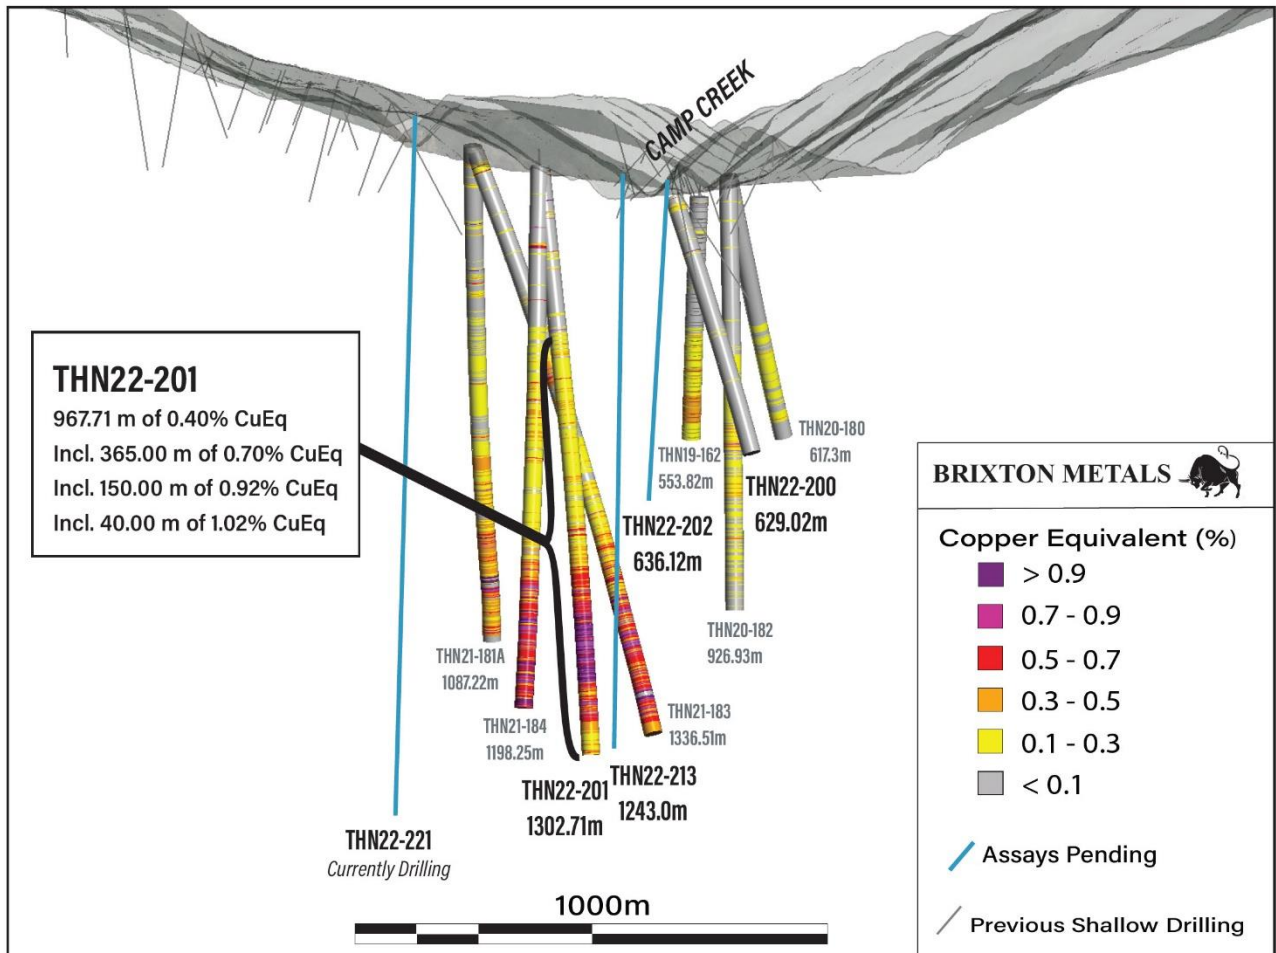 CAMP CREEK
THN22-201
967.71 m of 0.40% CuEq
Incl. 365.00 m of 0.70% CuEq
Incl. 150.00 m of 0.92% CuEq
Incl. 40.00 m of 1.02% CuEq
THN19-162
553.82m
THN20-180
617.3m
THN22-200
629.02m
THN22-202
636.12m
THN20-182
926.93m
THN21-181A
1087.22m
THN21-184
1198.25m
THN21-183
1336.51m
THN22-201
1302.71m
THN22-213
1243.0m
THN22-221
Currently Drilling
1000m
BRIXTON METALS
Copper Equivalent (%)
> 0.9
0.7 - 0.9
0.5 - 0.7
0.3 - 0.5
0.1 - 0.3
< 0.1
Assays Pending
Previous Shallow Drilling